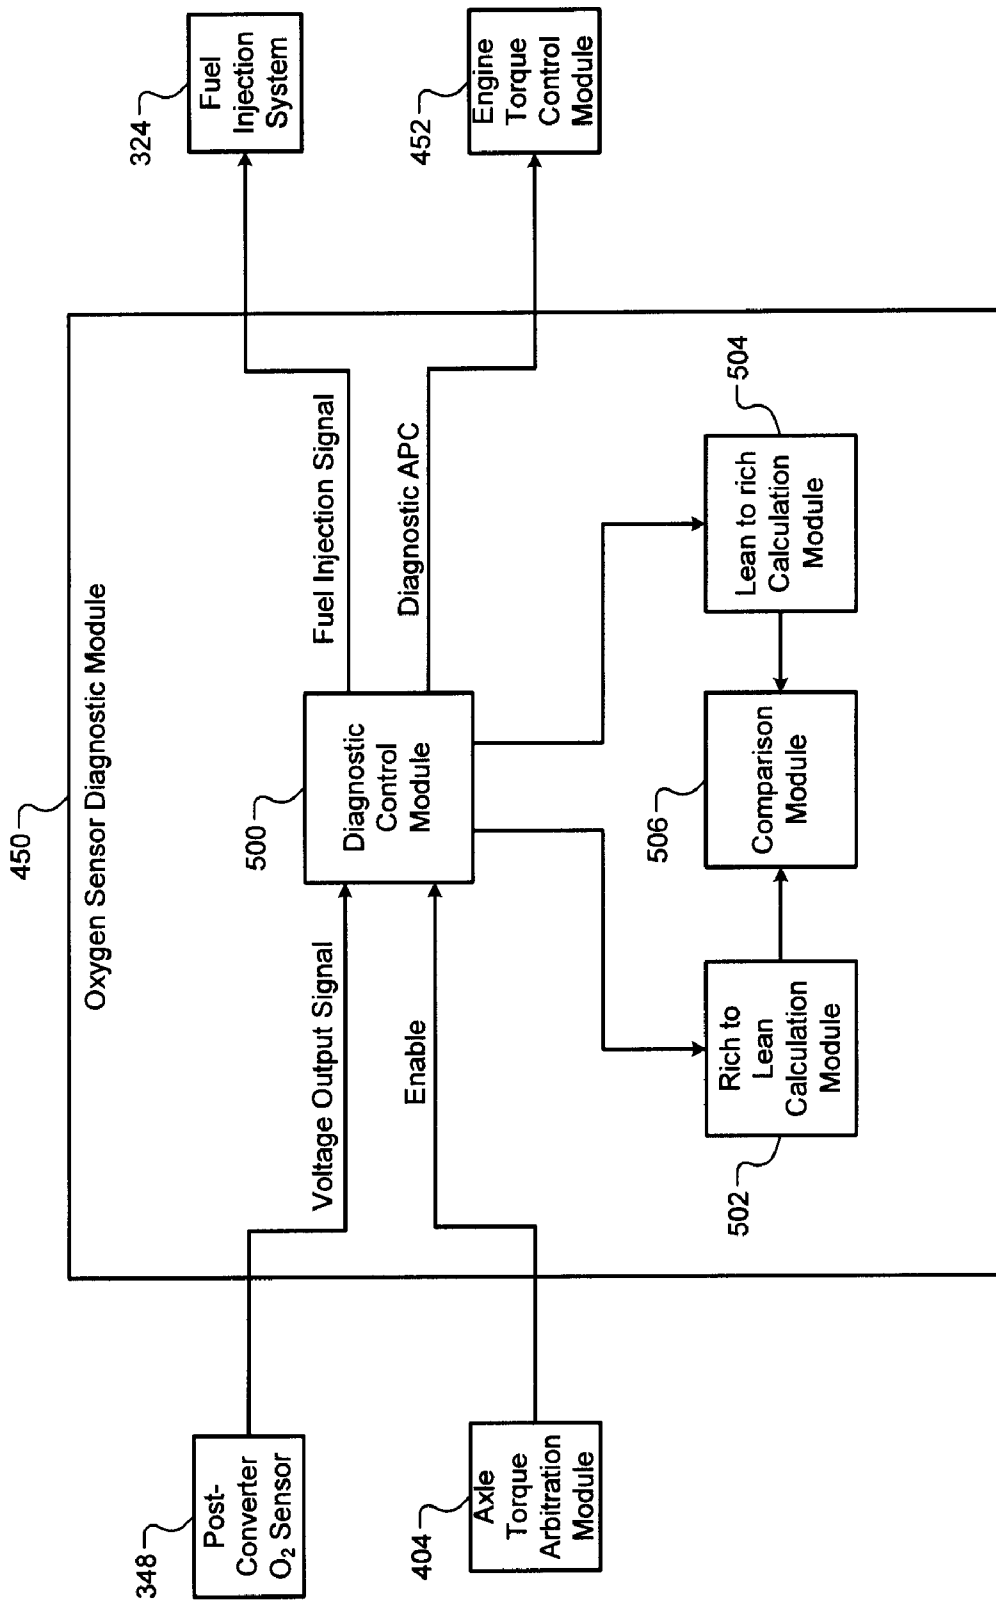 450
Oxygen Sensor Diagnostic Module
348
Post-
Converter
O₂ Sensor
Voltage Output Signal
500
Diagnostic
Control
Module
Fuel Injection Signal
324
Fuel
Injection
System
404
Axle
Torque
Arbitration
Module
Enable
Diagnostic APC
452
Engine
Torque
Control
Module
502
Rich to
Lean
Calculation
Module
506
Comparison
Module
504
Lean to rich
Calculation
Module